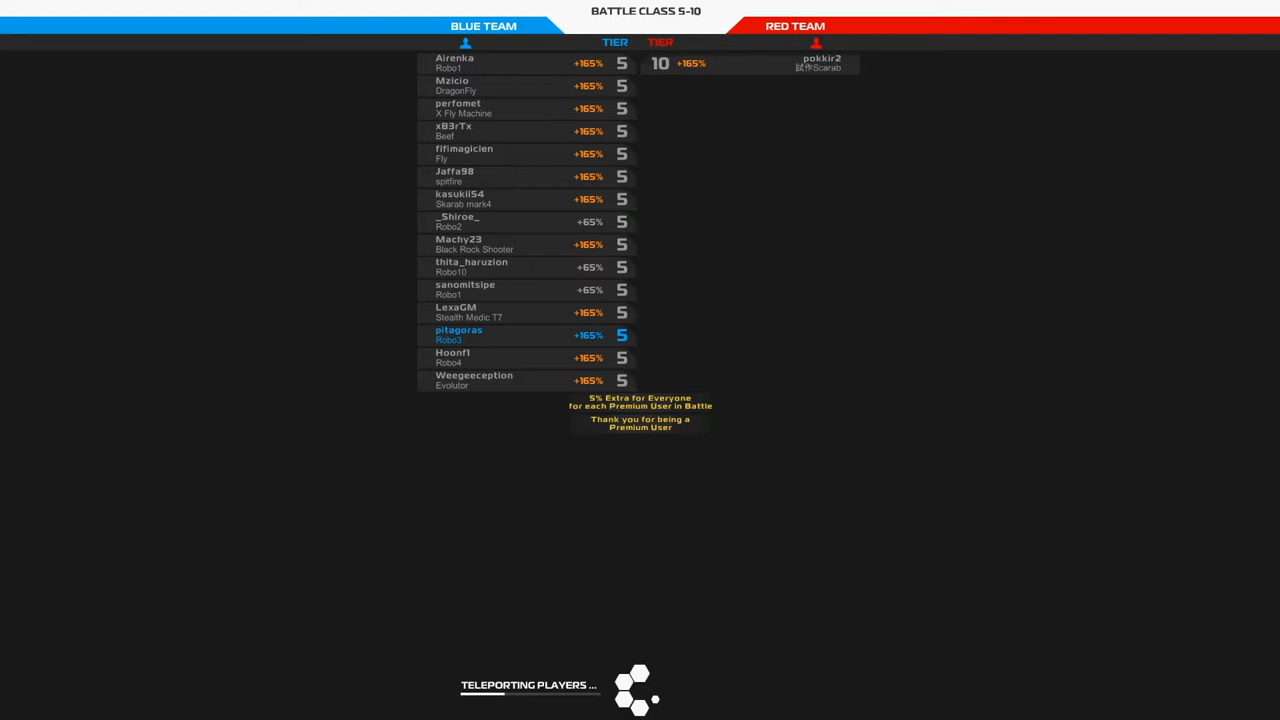 BATTLE CLASS 5-10
BLUE TEAM
RED TEAM
TIER
TIER
Airenka
Robo1
+165% 5
10 +165%
pokkir2
試作Scarab
Mzicio
DragonFly
+165% 5
perfomet
X Fly Machine
+165% 5
xB3rTx
Beef
+165% 5
fifimagicien
Fly
+165% 5
Jaffa98
spitfire
+165% 5
kasukii54
Skarab mark4
+165% 5
_Shiroe_
Robo2
+65% 5
Machy23
Black Rock Shooter
+165% 5
thita_haruzion
Robo10
+65% 5
sanomitsipe
Robo1
+65% 5
LexaGM
Stealth Medic T7
+165% 5
pitagoras
Robo3
+165% 5
Hoonf1
Robo4
+165% 5
Weegeeception
Evolutor
+165% 5
5% Extra for Everyone
for each Premium User in Battle
Thank you for being a
Premium User
TELEPORTING PLAYERS ...